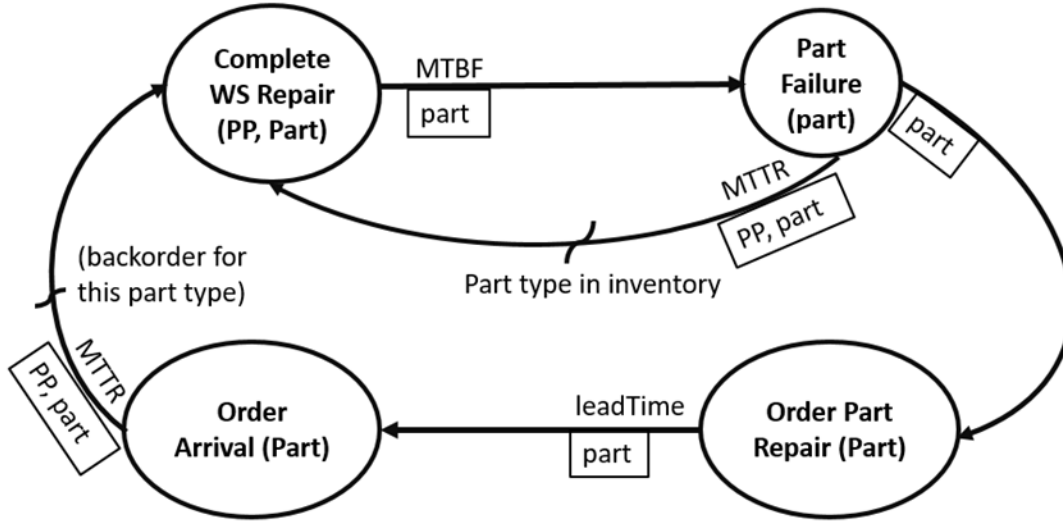 Complete
WS Repair
(PP, Part)
MTBF
part
Part
Failure
(part)
part
MTTR
PP, part
Part type in inventory
(backorder for
this part type)
MTTR
PP, part
Order
Arrival (Part)
leadTime
part
Order Part
Repair (Part)